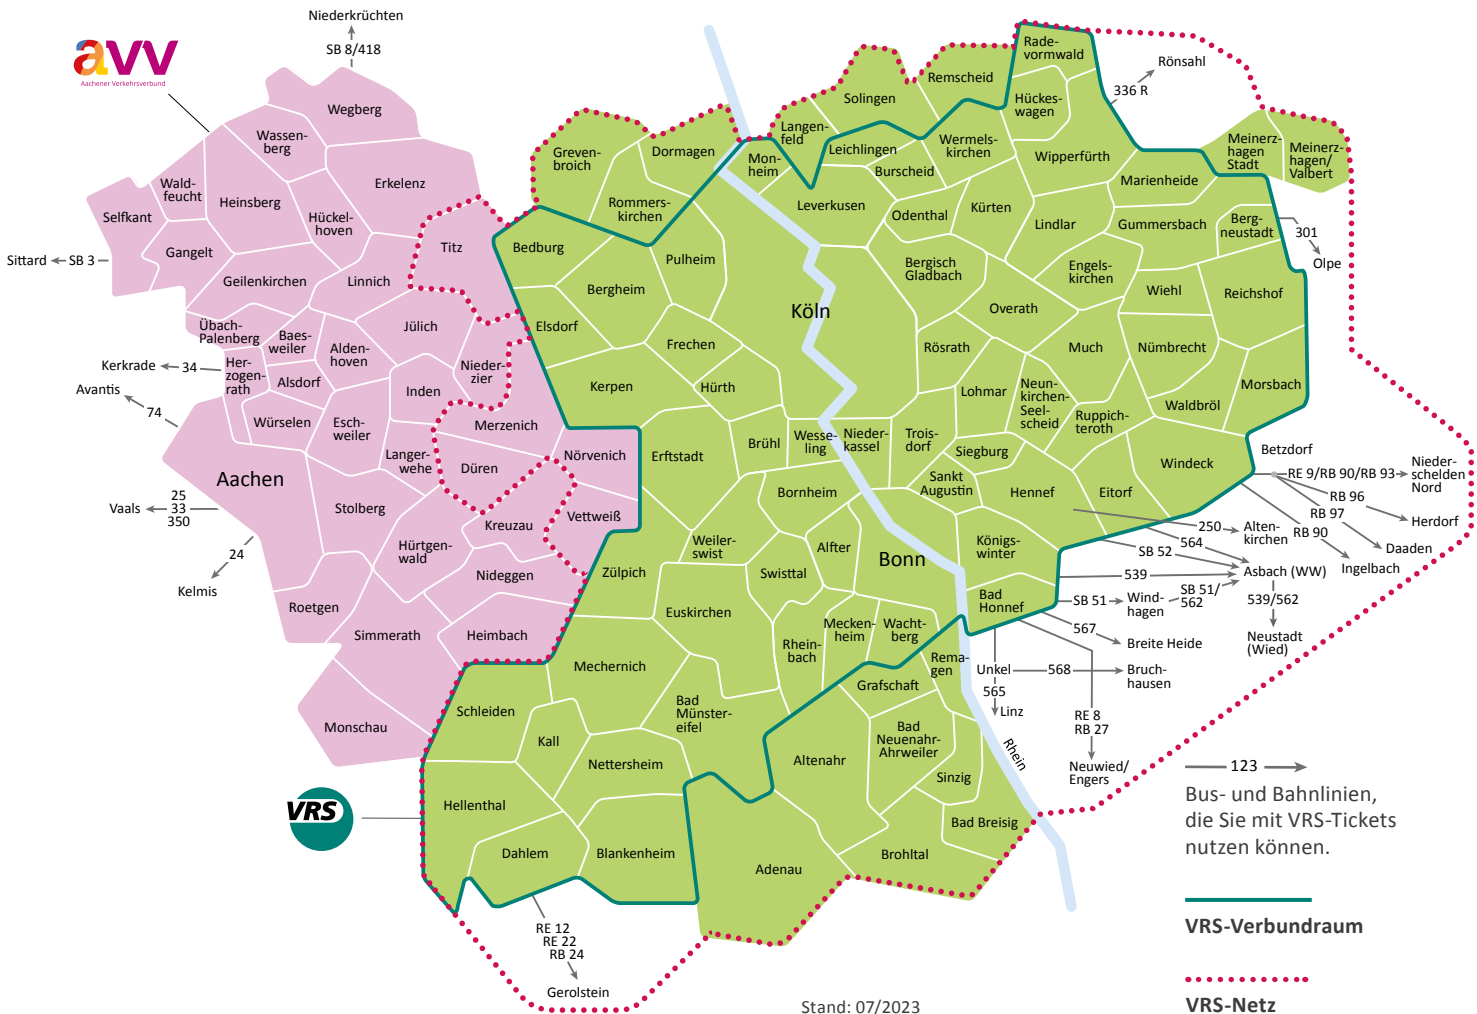 Niederkrüchten
SB 8/418
avv
Aachener Verkehrsverbund
Wegberg
Wassen-
berg
Erkelenz
Wald-
feucht
Heinsberg
Hückel-
hoven
Selfkant
Gangelt
Sittard
SB 3
Geilenkirchen
Linnich
Titz
Übach-
Palenberg
Baes-
weiler
Jülich
Alden-
hoven
Kerkrade
34
Her-
zogen-
rath
Alsdorf
Nieder-
zier
Inden
Avantis
74
Würselen
Esch-
weiler
Merzenich
Langer-
wehe
Düren
Nörvenich
Aachen
Stolberg
Vaals
25
33
350
24
Kelmis
Kreuzau
Vettweiß
Hürtgen-
wald
Nideggen
Roetgen
Simmerath
Heimbach
Monschau
Greven-
broich
Dormagen
Rommers-
kirchen
Langen-
feld
Mon-
heim
Solingen
Remscheid
Rade-
vormwald
Hückes-
wagen
336 R
Rönsahl
Leichlingen
Wermels-
kirchen
Burscheid
Wipperfürth
Meinerz-
hagen
Stadt
Meinerz-
hagen/
Valbert
Marienheide
Leverkusen
Odenthal
Kürten
Lindlar
Gummersbach
Berg-
neustadt
301
Olpe
Bedburg
Pulheim
Bergheim
Bergisch
Gladbach
Engels-
kirchen
Wiehl
Reichshof
Köln
Overath
Elsdorf
Frechen
Rösrath
Much
Nümbrecht
Kerpen
Hürth
Lohmar
Neun-
kirchen-
Seel-
scheid
Ruppich-
teroth
Waldbröl
Morsbach
Erftstadt
Brühl
Wesse-
ling
Nieder-
kassel
Trois-
dorf
Siegburg
Sankt
Augustin
Hennef
Eitorf
Windeck
Betzdorf
RE 9/RB 90/RB 93
Nieder-
schelden
Nord
RB 96
RB 97
RB 90
Herdorf
Daaden
Ingelbach
Bornheim
Weiler-
swist
Alfter
Bonn
Königs-
winter
250
Alten-
kirchen
564
SB 52
539
Asbach (WW)
SB 51
Wind-
hagen
SB 51/
562
539/562
Neustadt
(Wied)
Zülpich
Swisttal
Euskirchen
Bad
Honnef
567
Breite Heide
Mecken-
heim
Wacht-
berg
Rhein-
bach
Unkel
568
Bruch-
hausen
565
Linz
Rema-
gen
Mechernich
Grafschaft
Schleiden
Bad
Münster-
eifel
Kall
Nettersheim
Altenahr
Bad
Neuenahr-
Ahrweiler
Rhein
RE 8
RB 27
Neuwied/
Engers
Sinzig
Hellenthal
VRS
Bad Breisig
Dahlem
Blankenheim
Adenau
Brohltal
RE 12
RE 22
RB 24
Gerolstein
123
Bus- und Bahnlinien,
die Sie mit VRS-Tickets
nutzen können.
VRS-Verbundraum
VRS-Netz
Stand: 07/2023